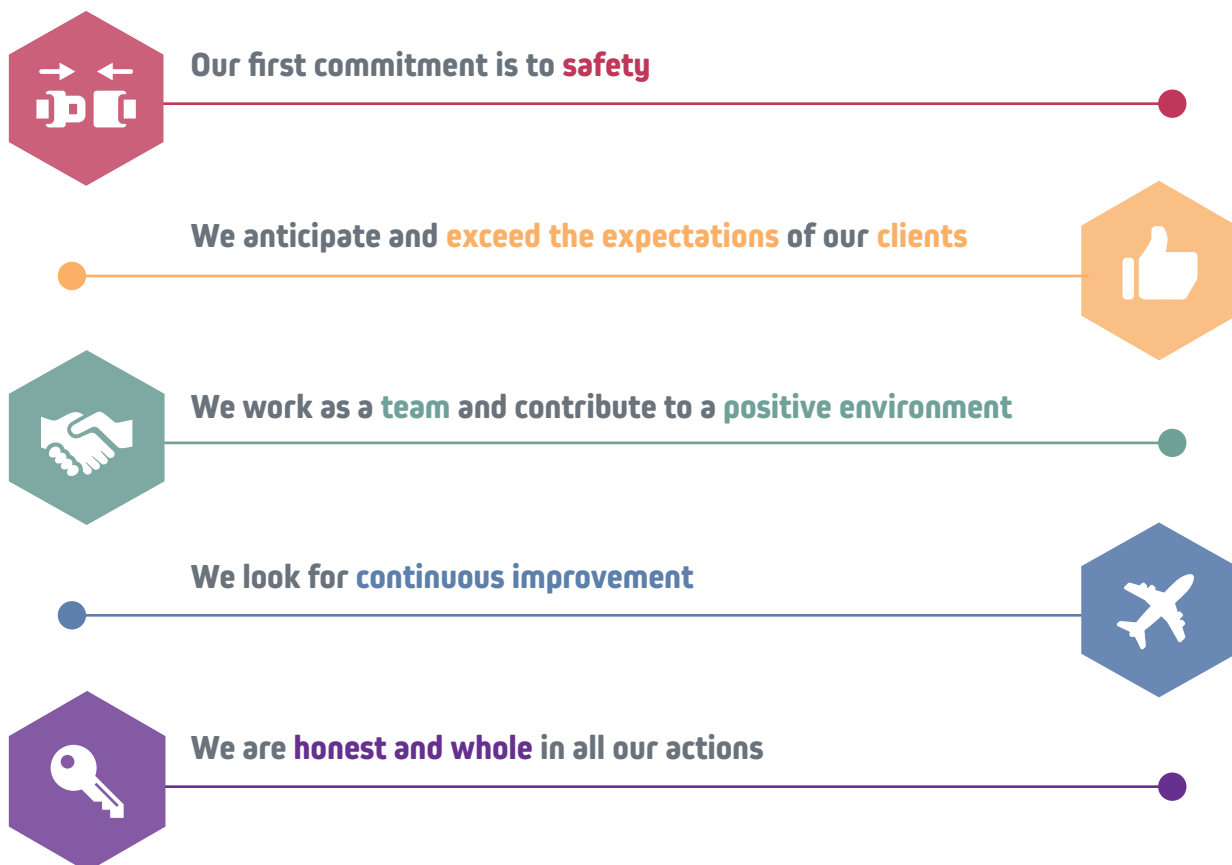 Our first commitment is to safety
We anticipate and exceed the expectations of our clients
We work as a team and contribute to a positive environment
We look for continuous improvement
We are honest and whole in all our actions